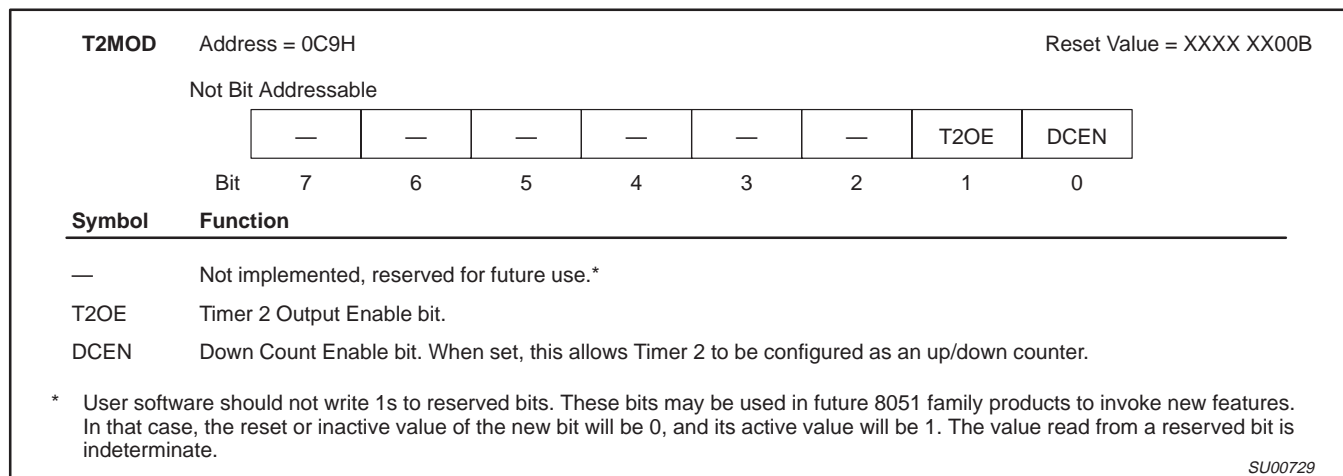 T2MOD Address = 0C9H Reset Value = XXXX XX00B
Not Bit Addressable
— — — — — — T2OE DCEN
Bit 7 6 5 4 3 2 1 0
Symbol Function
— Not implemented, reserved for future use.*
T2OE Timer 2 Output Enable bit.
DCEN Down Count Enable bit. When set, this allows Timer 2 to be configured as an up/down counter.
* User software should not write 1s to reserved bits. These bits may be used in future 8051 family products to invoke new features.
In that case, the reset or inactive value of the new bit will be 0, and its active value will be 1. The value read from a reserved bit is
indeterminate.
SU00729